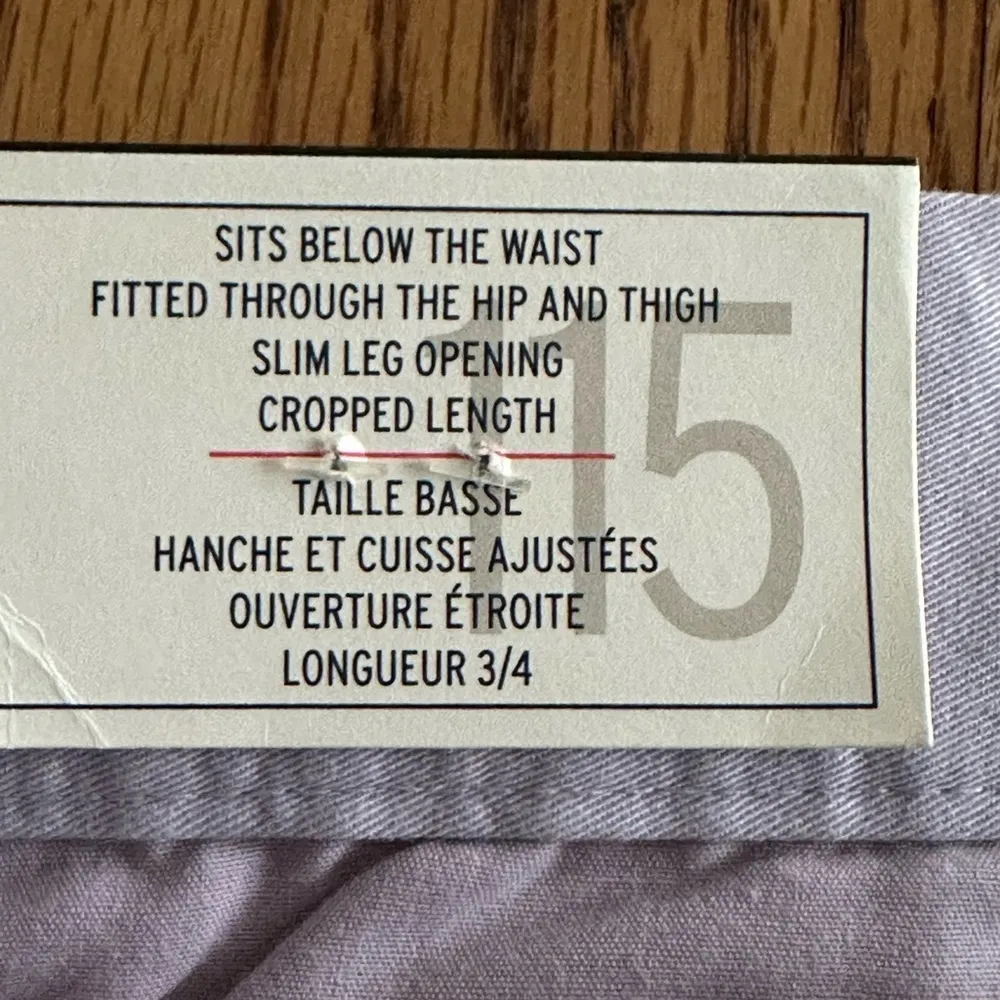 SITS BELOW THE WAIST
FITTED THROUGH THE HIP AND THIGH
SLIM LEG OPENING
CROPPED LENGTH
115
TAILLE BASSE
HANCHE ET CUISSE AJUSTÉES
OUVERTURE ÉTROITE
LONGUEUR 3/4